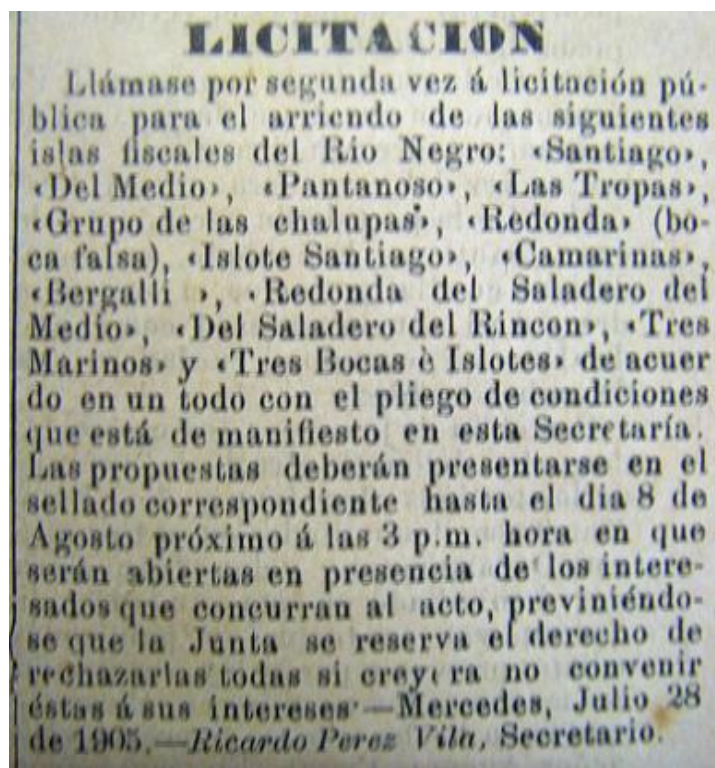 LICITACION
Llámase por segunda vez á licitación pú-
blica para el arriendo de las siguientes
islas fiscales del Rio Negro: «Santiago»,
«Del Medio», «Pantanoso», «Las Tropas»,
«Grupo de las chalupas», «Redonda» (bo-
ca falsa), «Islote Santiago», «Camarinas»,
«Bergalli », «Redonda del Saladero del
Medio», «Del Saladero del Rincon», «Tres
Marinos» y «Tres Bocas è Islotes» de acuer
do en un todo con el pliego de condiciones
que está de manifiesto en esta Secretaría.
Las propuestas deberán presentarse en el
sellado correspondiente hasta el dia 8 de
Agosto próximo á las 3 p.m. hora en que
serán abiertas en presencia de los intere-
sados que concurran al acto, previniéndo-
se que la Junta se reserva el derecho de
rechazarlas todas si creyera no convenir
éstas á sus intereses—Mercedes, Julio 28
de 1905.—Ricardo Perez Vila, Secretario.